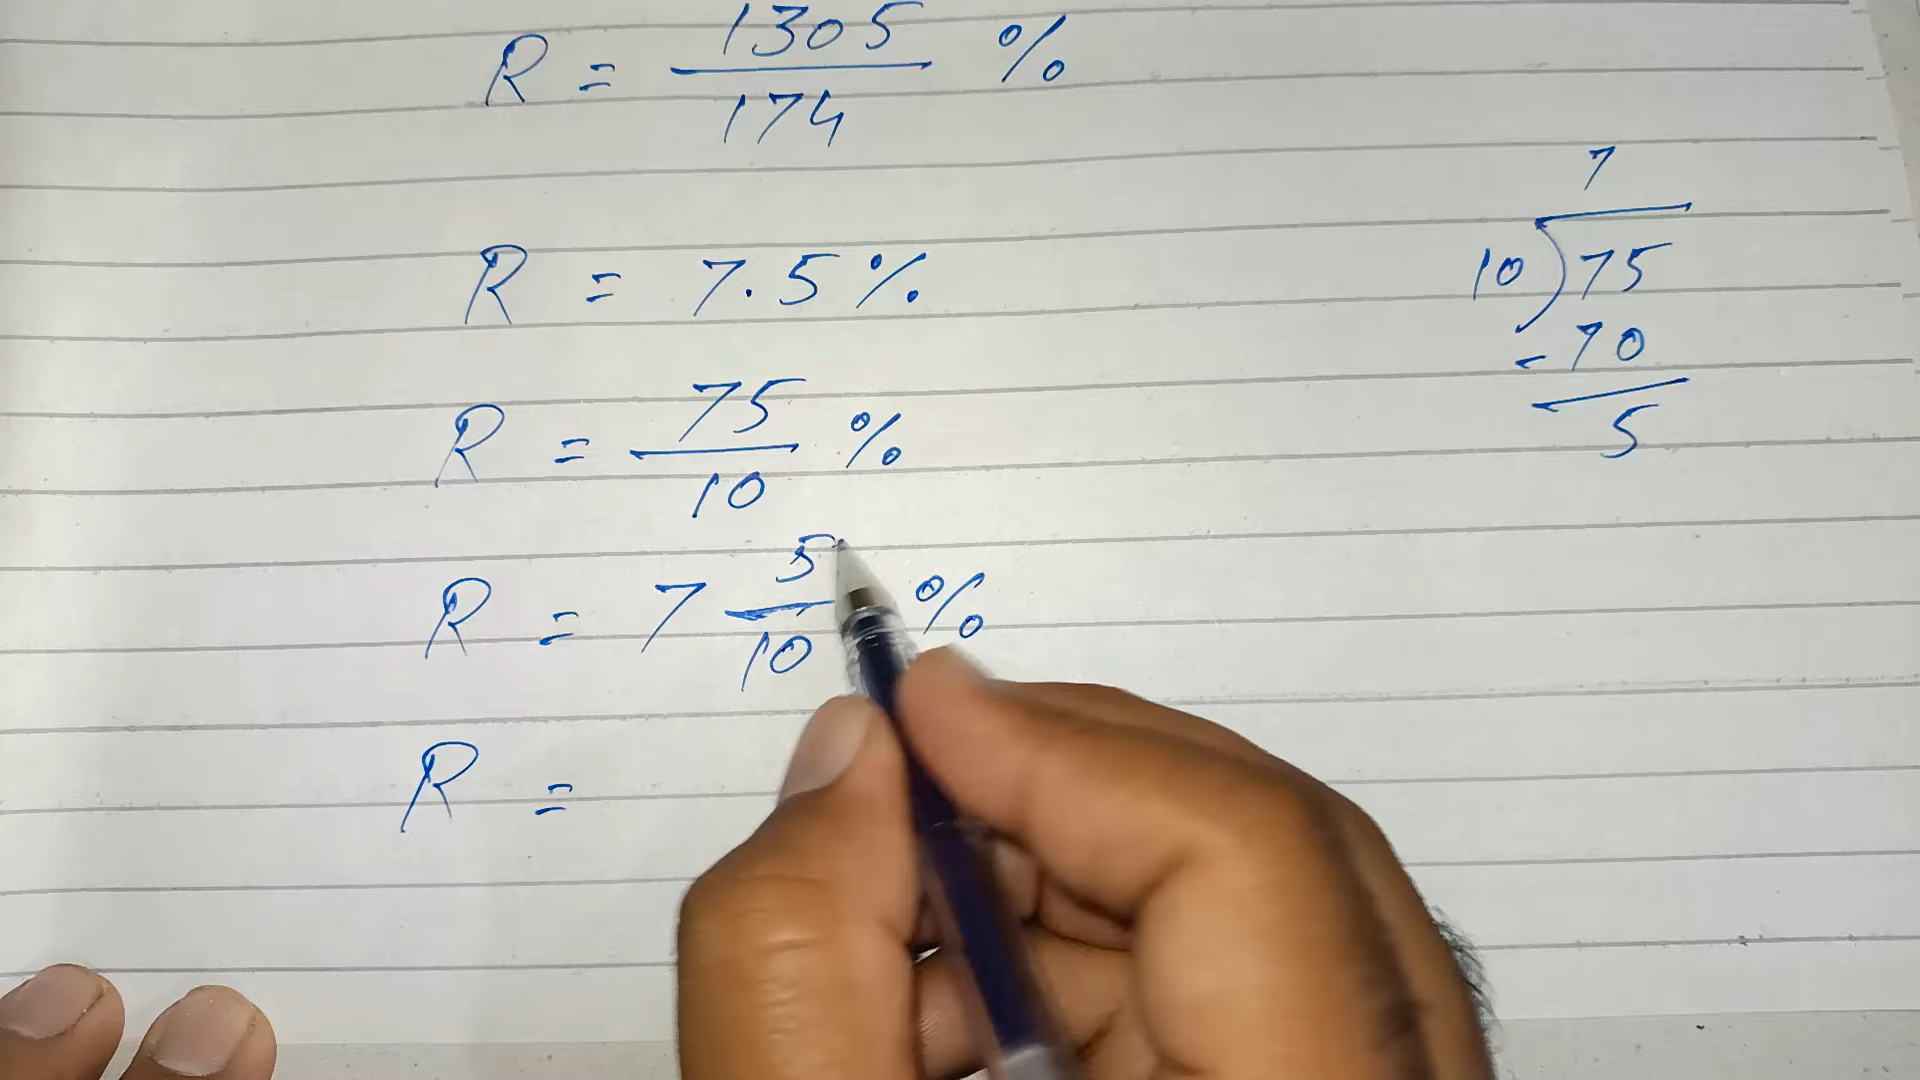 R = 1305/174 %
R = 7.5%
R = 75/10 %
R = 7 5/10 %
R =
7
10)75
-70
5